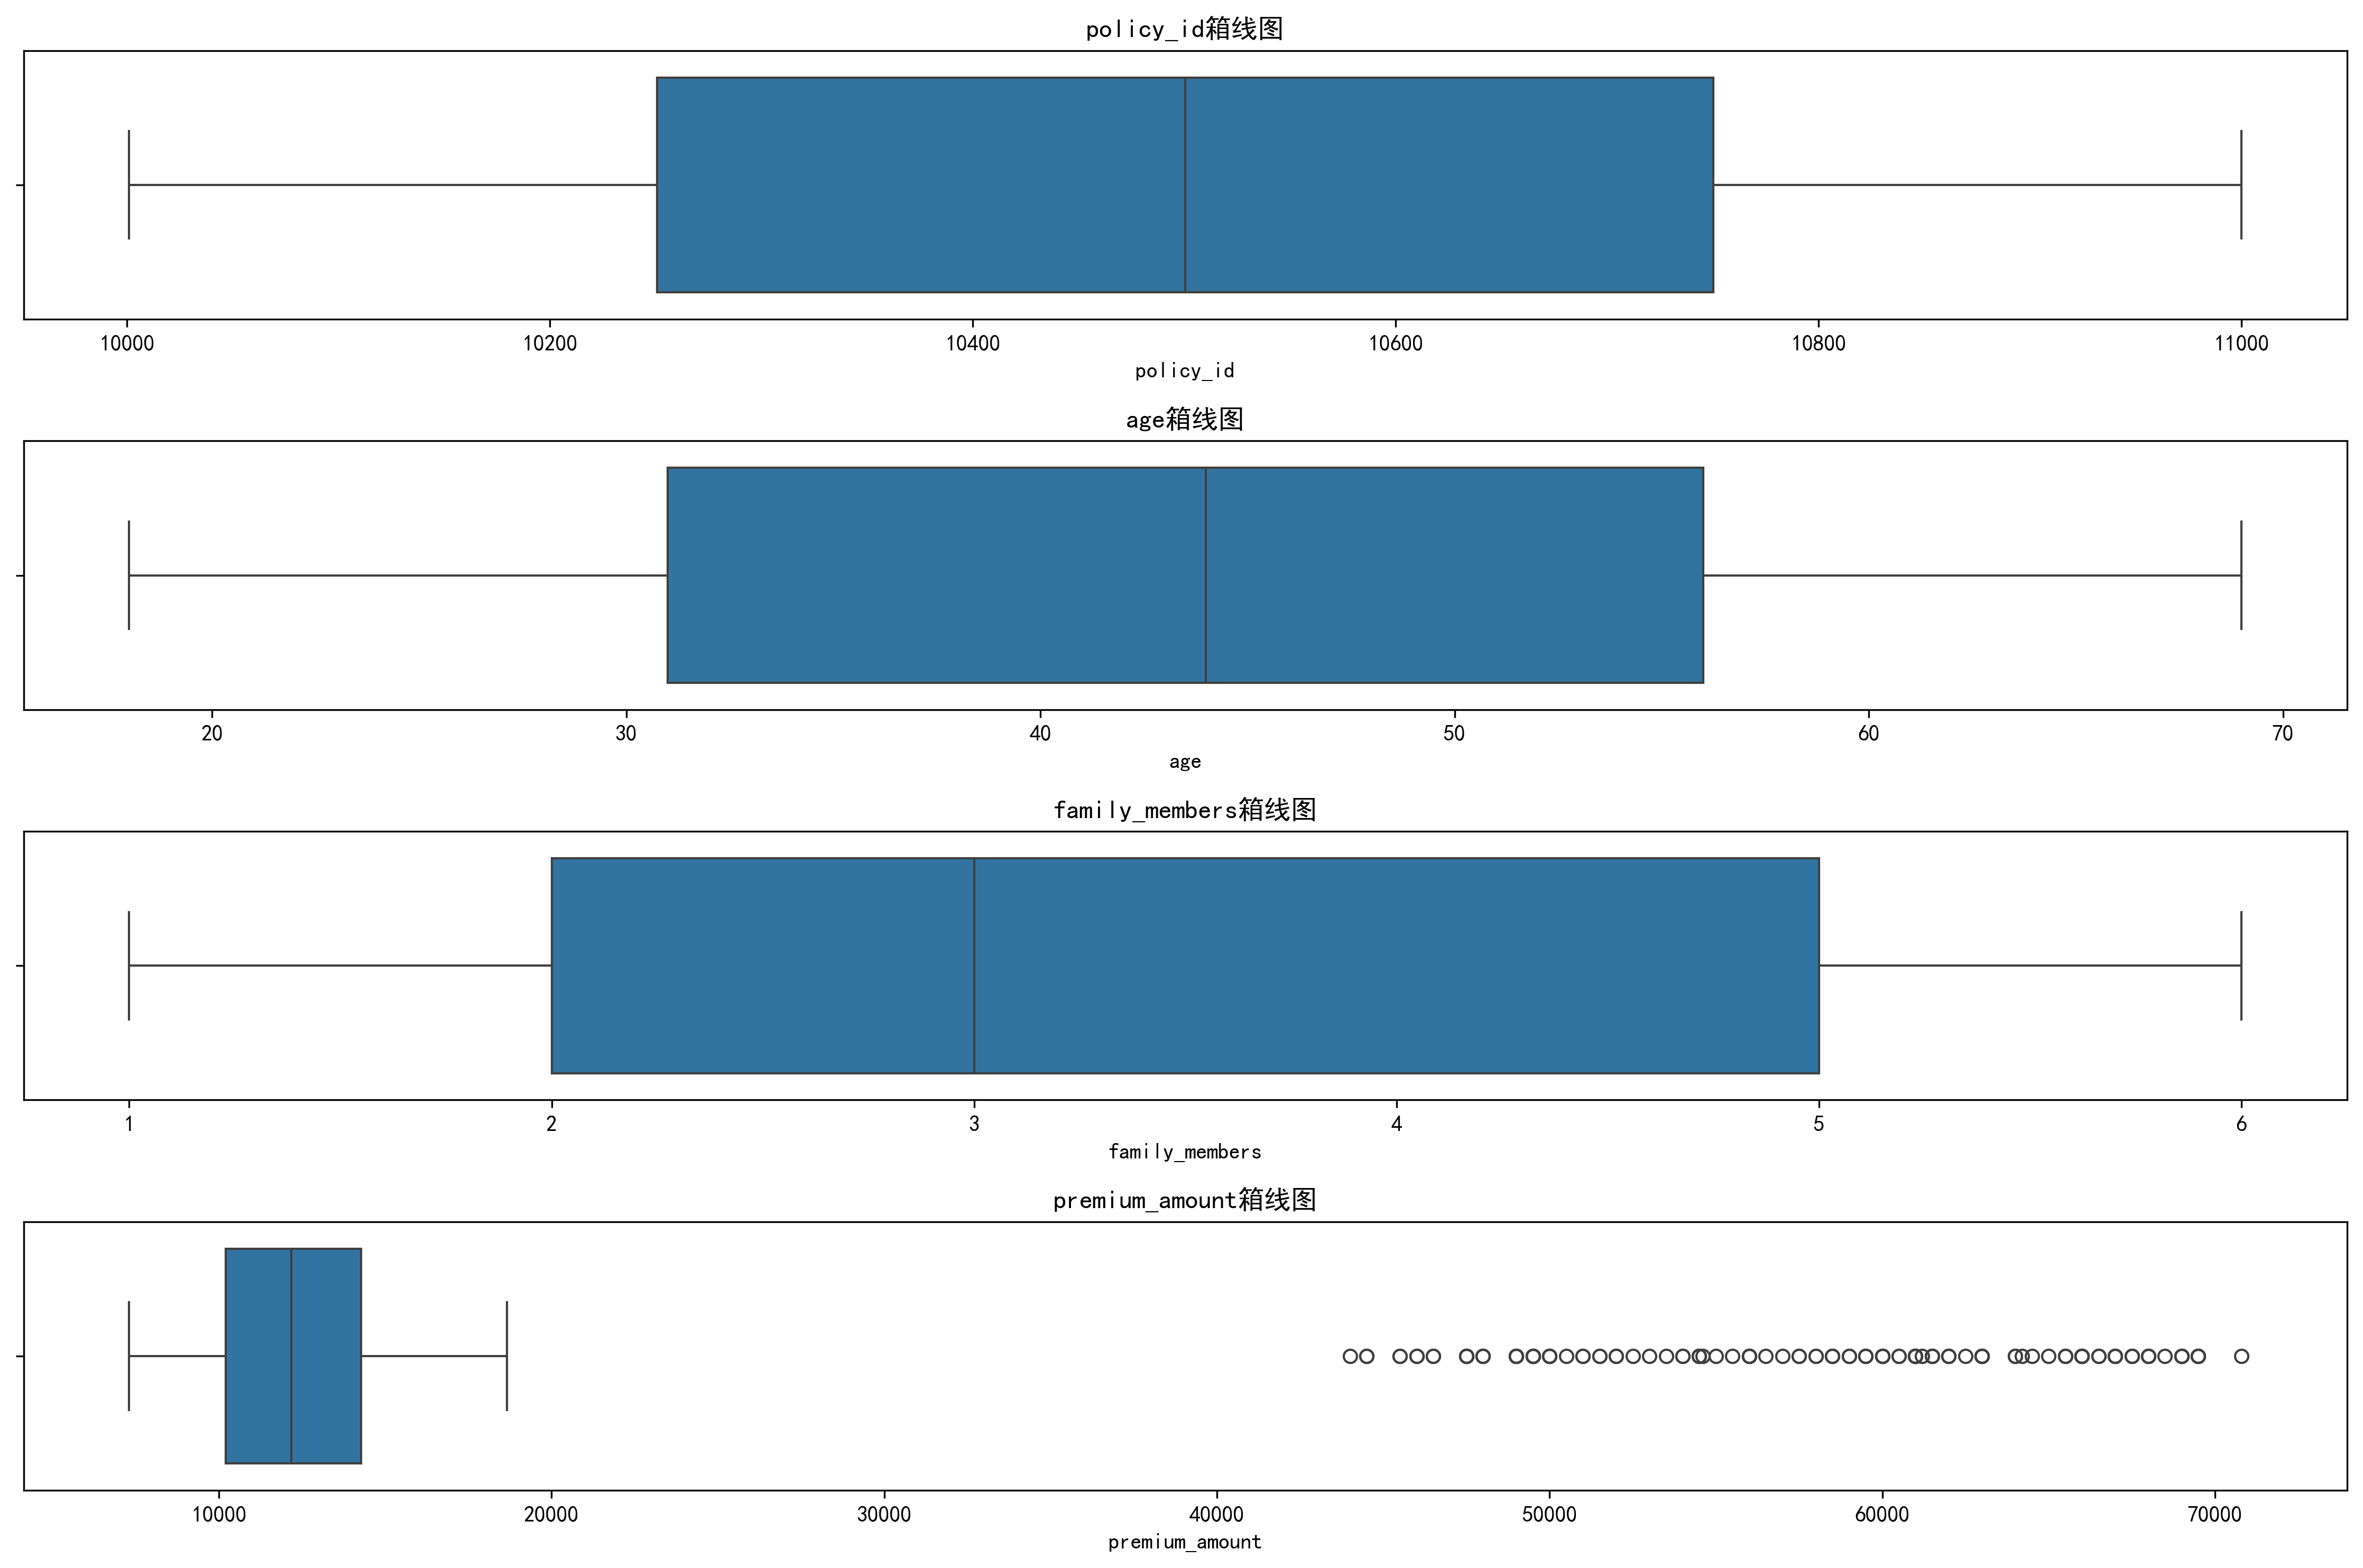 policy_id箱线图
10000 10200 10400 10600 10800 11000
policy_id
age箱线图
20 30 40 50 60 70
age
family_members箱线图
1 2 3 4 5 6
family_members
premium_amount箱线图
10000 20000 30000 40000 50000 60000 70000
premium_amount